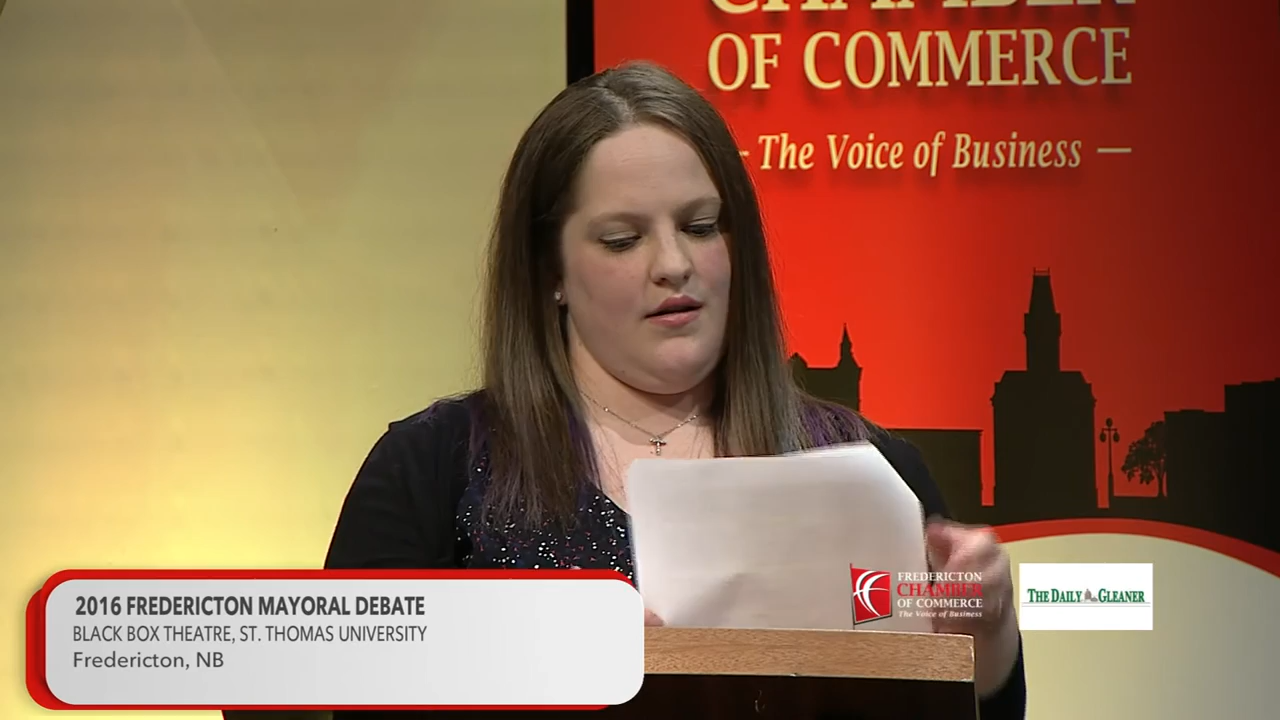 CHAMBER
OF COMMERCE
— The Voice of Business —
2016 FREDERICTON MAYORAL DEBATE
BLACK BOX THEATRE, ST. THOMAS UNIVERSITY
Fredericton, NB
FREDERICTON
CHAMBER
OF COMMERCE
The Voice of Business
THE DAILY GLEANER